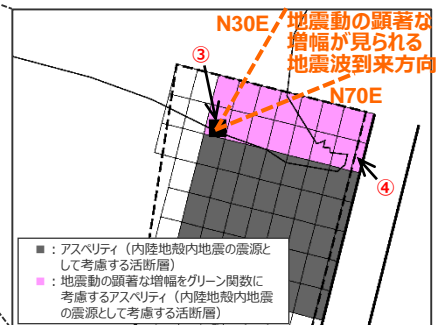 N30E
地震動の顕著な
増幅が見られる
地震波到来方向
③
N70E
④
■：アスペリティ（内陸地殻内地震の震源と
して考慮する活断層）
■：地震動の顕著な増幅をグリーン関数に
考慮するアスペリティ（内陸地殻内地震
の震源として考慮する活断層）